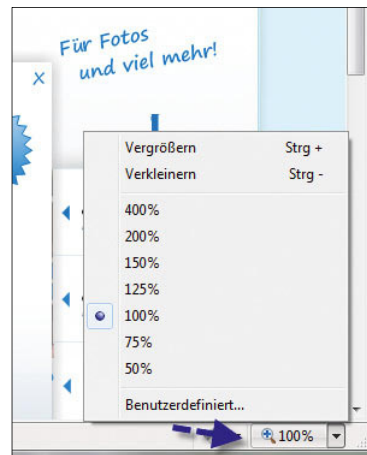 Für Fotos
und viel mehr!
X
Vergrößern Strg +
Verkleinern Strg -
400%
200%
150%
125%
100%
75%
50%
Benutzerdefiniert...
100%